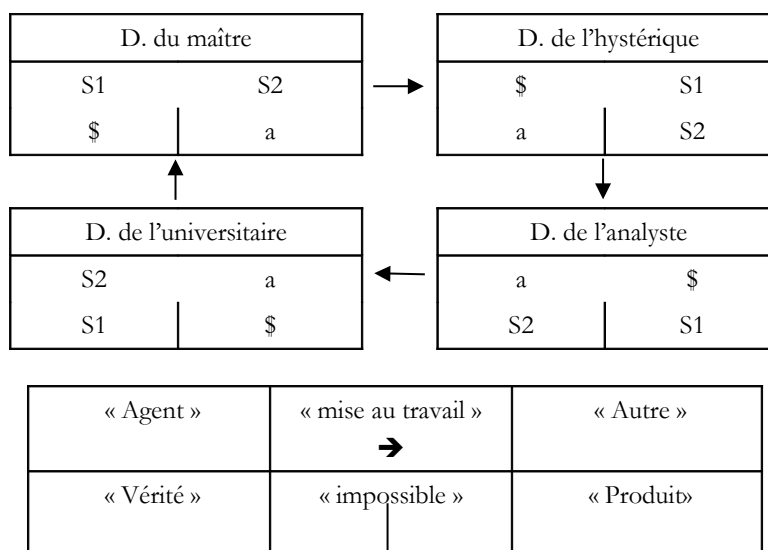 D. du maître
S1 S2
$ a
D. de l’hystérique
$ S1
a S2
D. de l’universitaire
S2 a
S1 $
D. de l’analyste
a $
S2 S1
« Agent » « mise au travail » « Autre »
➔
« Vérité » « impossible » « Produit»